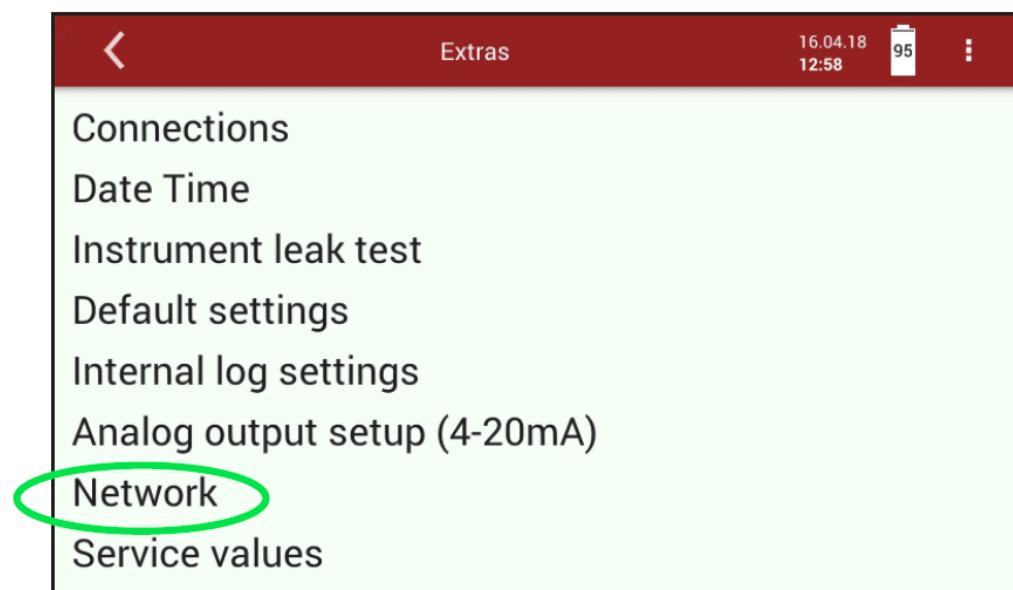 Extras
16.04.18
12:58
95
Connections
Date Time
Instrument leak test
Default settings
Internal log settings
Analog output setup (4-20mA)
Network
Service values